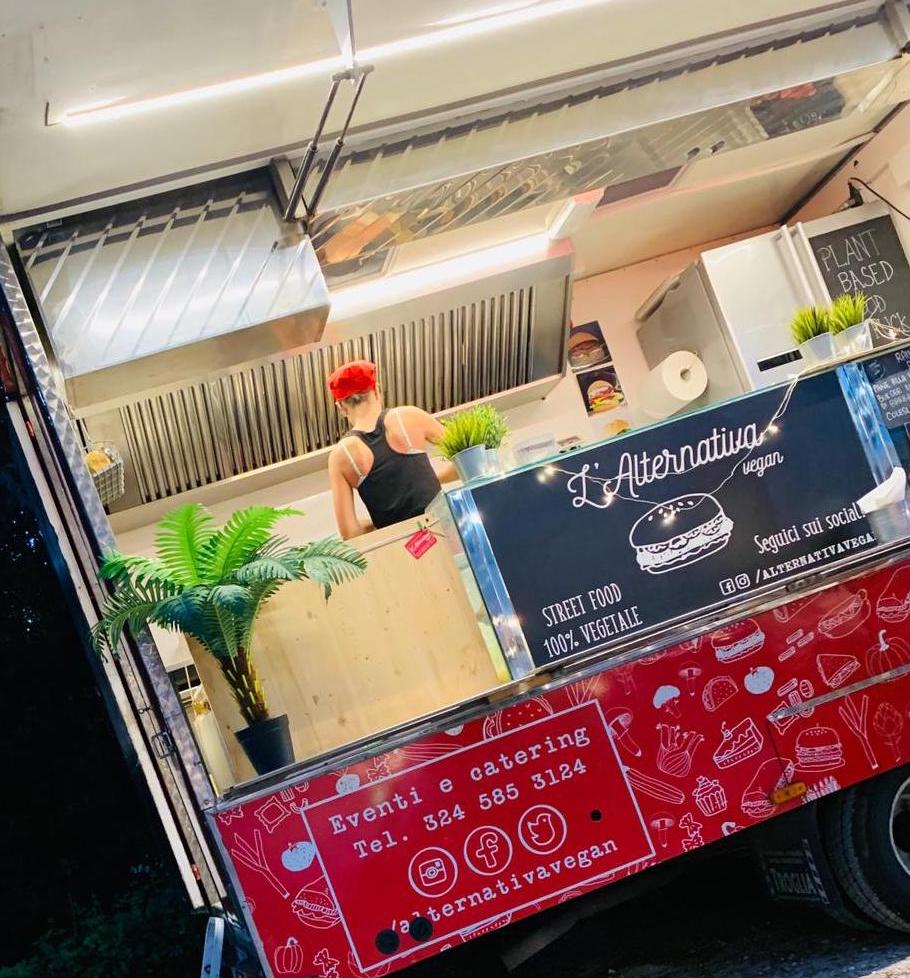 PLANT
BASED
L'Alternativa
vegan
Seguici sui social!
/ALTERNATIVAVEGA
STREET FOOD
100% VEGETALE
Eventi e catering
Tel. 324 585 3124
/alternativavegan